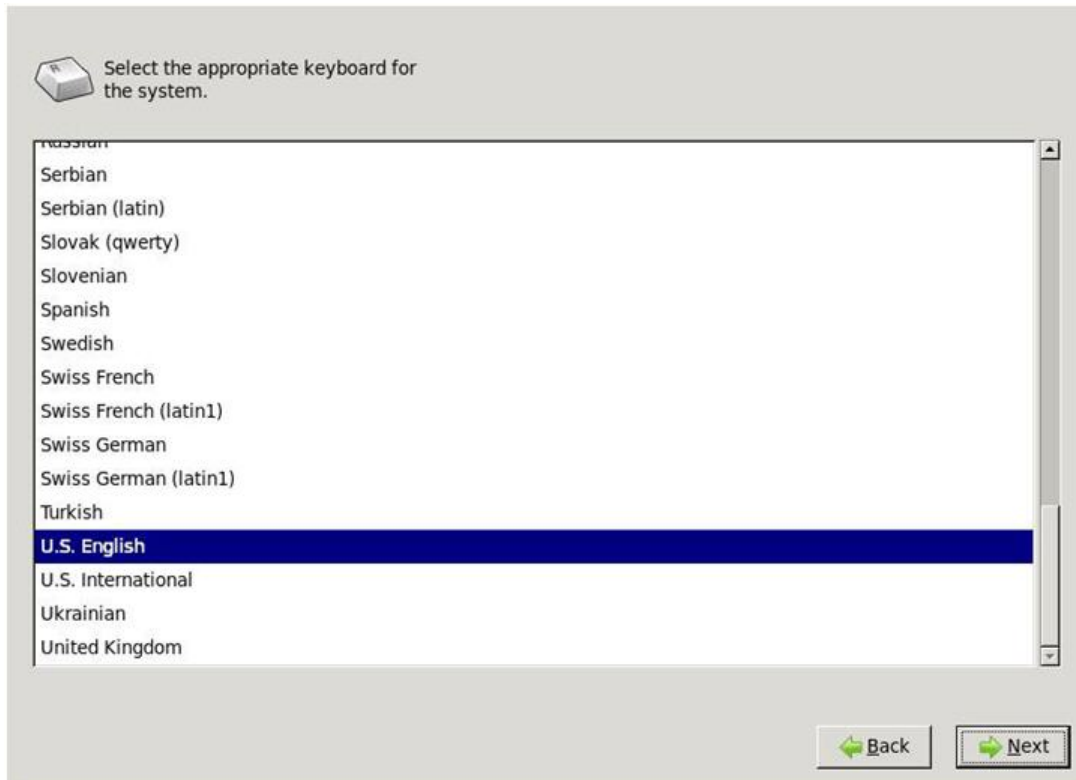 Select the appropriate keyboard for
the system.
Russian
Serbian
Serbian (latin)
Slovak (qwerty)
Slovenian
Spanish
Swedish
Swiss French
Swiss French (latin1)
Swiss German
Swiss German (latin1)
Turkish
U.S. English
U.S. International
Ukrainian
United Kingdom
Back
Next